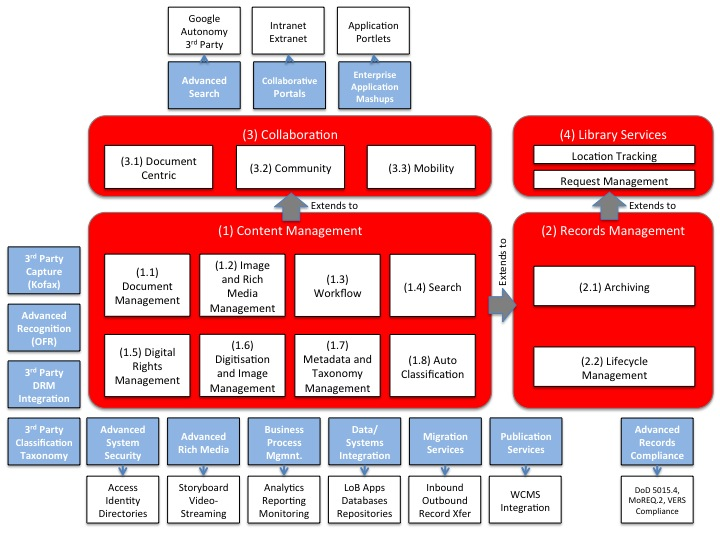 Google
Autonomy
3rd Party
Intranet
Extranet
Application
Portlets
Advanced
Search
Collaborative
Portals
Enterprise
Application
Mashups
(3) Collaboration
(3.1) Document
Centric
(3.2) Community
(3.3) Mobility
(4) Library Services
Location Tracking
Request Management
Extends to
Extends to
(1) Content Management
(1.1)
Document
Management
(1.2) Image
and Rich
Media
Management
(1.3)
Workflow
(1.4) Search
(1.5) Digital
Rights
Management
(1.6)
Digitisation
and Image
Management
(1.7)
Metadata and
Taxonomy
Management
(1.8) Auto
Classification
Extends to
(2) Records Management
(2.1) Archiving
(2.2) Lifecycle
Management
3rd Party
Capture
(Kofax)
Advanced
Recognition
(OFR)
3rd Party
DRM
Integration
3rd Party
Classification
Taxonomy
Advanced
System
Security
Advanced
Rich Media
Business
Process
Mgmnt.
Data/
Systems
Integration
Migration
Services
Publication
Services
Advanced
Records
Compliance
Access
Identity
Directories
Storyboard
Video-
Streaming
Analytics
Reporting
Monitoring
LoB Apps
Databases
Repositories
Inbound
Outbound
Record Xfer
WCMS
Integration
DoD 5015.4,
MoREQ.2, VERS
Compliance